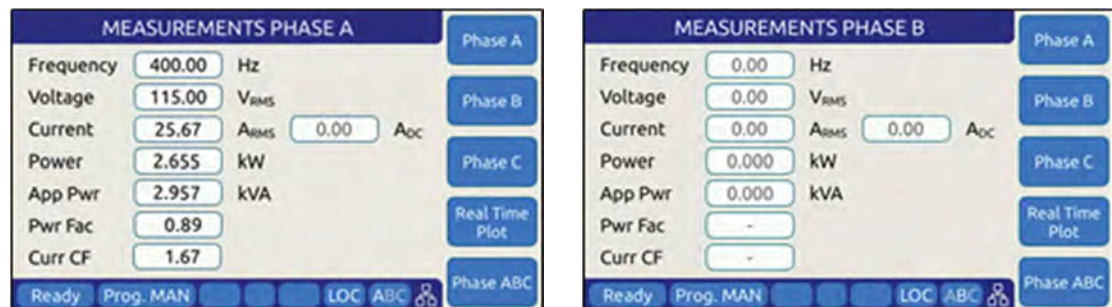 MEASUREMENTS PHASE A
Frequency 400.00 Hz
Voltage 115.00 VRMS
Current 25.67 ARMS 0.00 ADC
Power 2.655 kW
App Pwr 2.957 kVA
Pwr Fac 0.89
Curr CF 1.67
Ready Prog. MAN LOC ABC
Phase A
Phase B
Phase C
Real Time
Plot
Phase ABC
MEASUREMENTS PHASE B
Frequency 0.00 Hz
Voltage 0.00 VRMS
Current 0.00 ARMS 0.00 ADC
Power 0.000 kW
App Pwr 0.000 kVA
Pwr Fac -
Curr CF -
Ready Prog. MAN LOC ABC
Phase A
Phase B
Phase C
Real Time
Plot
Phase ABC